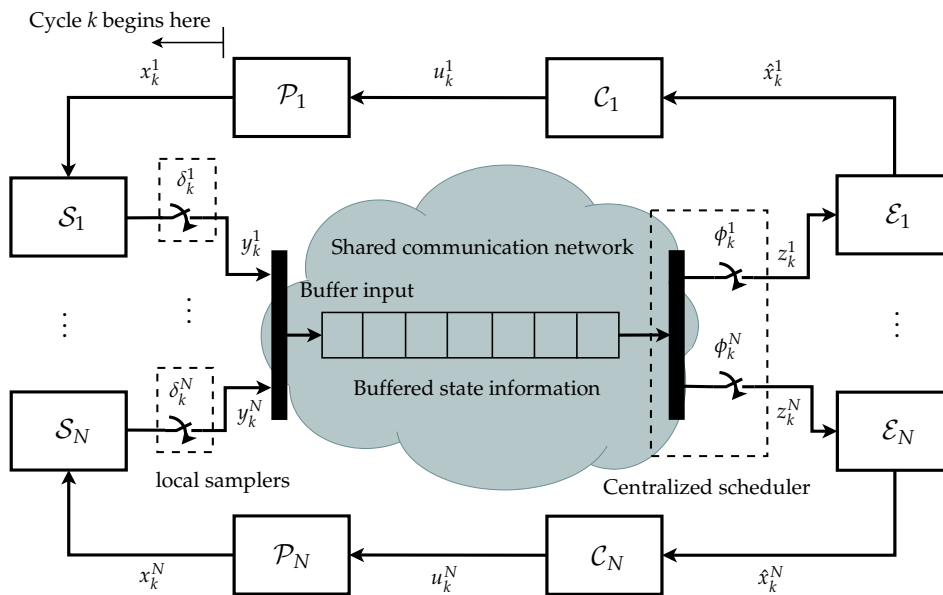 Cycle k begins here
x̂_k^1
x_k^1
u_k^1
P_1
C_1
δ_k^1
S_1
E_1
φ_k^1
z_k^1
y_k^1
Shared communication network
Buffer input
⋮
⋮
⋮
φ_k^N
Buffered state information
δ_k^N
y_k^N
z_k^N
S_N
E_N
local samplers
Centralized scheduler
P_N
C_N
x_k^N
u_k^N
x̂_k^N